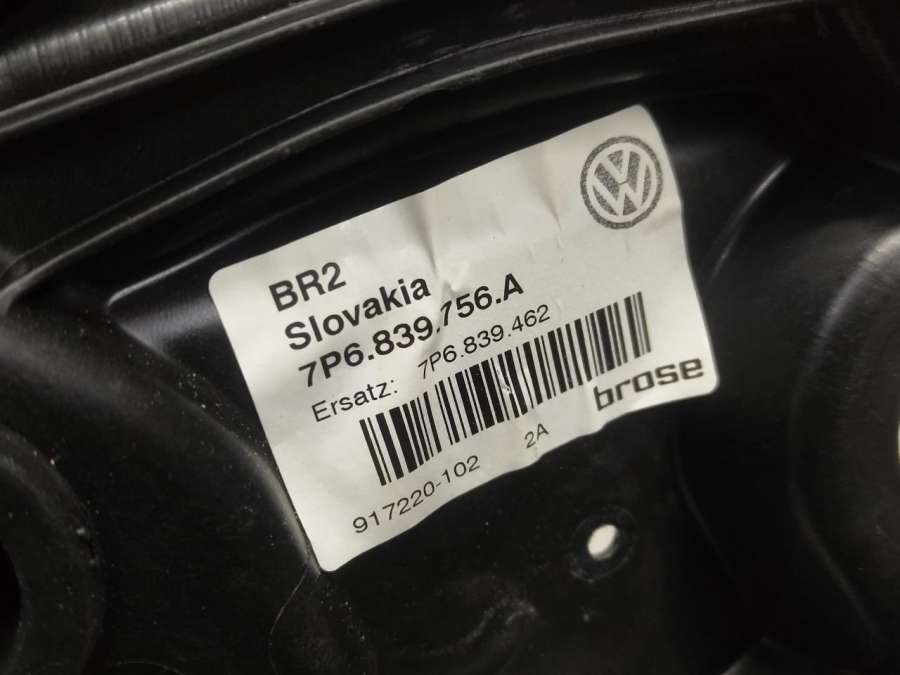 BR2
Slovakia
7P6.839.756.A
Ersatz: 7P6.839.462
brose
917220-102 2A